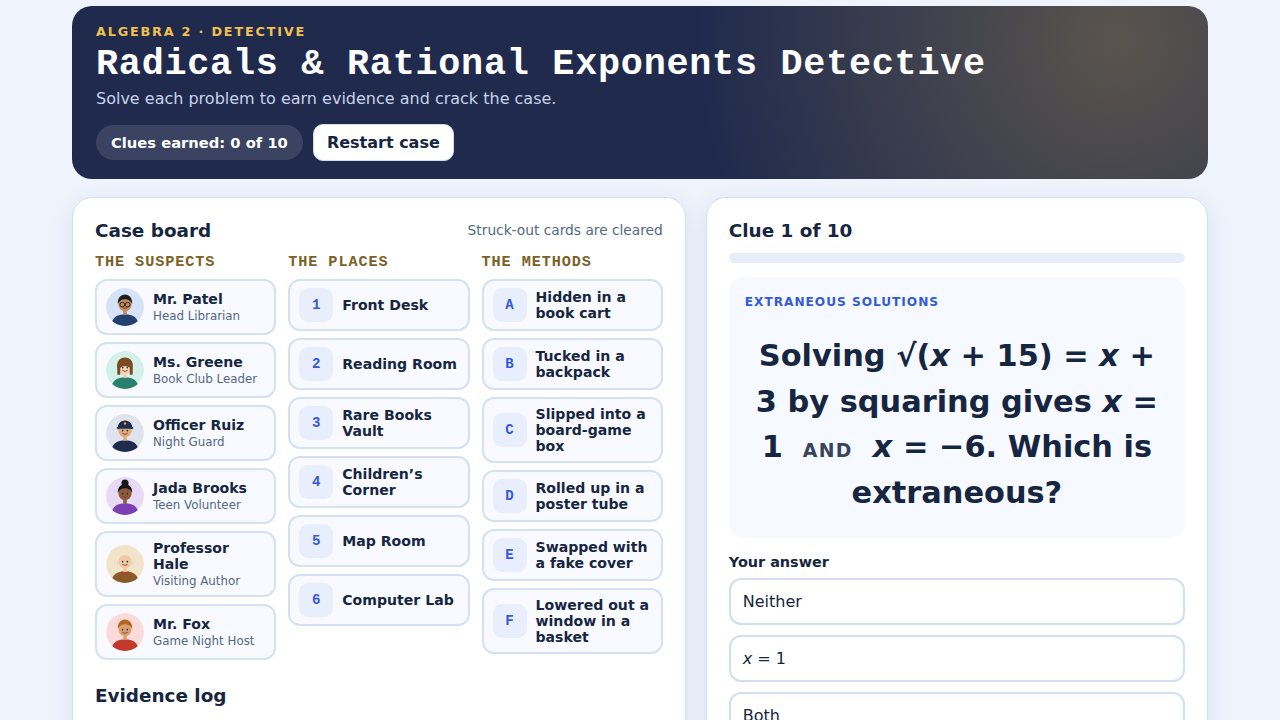 ALGEBRA 2 · DETECTIVE
Radicals & Rational Exponents Detective
Solve each problem to earn evidence and crack the case.
Clues earned: 0 of 10
Restart case
Case board
Struck-out cards are cleared
THE SUSPECTS
Mr. Patel
Head Librarian
Ms. Greene
Book Club Leader
Officer Ruiz
Night Guard
Jada Brooks
Teen Volunteer
Professor
Hale
Visiting Author
Mr. Fox
Game Night Host
THE PLACES
1 Front Desk
2 Reading Room
3 Rare Books
Vault
4 Children’s
Corner
5 Map Room
6 Computer Lab
THE METHODS
A Hidden in a
book cart
B Tucked in a
backpack
C Slipped into a
board-game
box
D Rolled up in a
poster tube
E Swapped with
a fake cover
F Lowered out a
window in a
basket
Evidence log
Clue 1 of 10
EXTRANEOUS SOLUTIONS
Solving √(x + 15) = x +
3 by squaring gives x =
1 AND x = −6. Which is
extraneous?
Your answer
Neither
x = 1
Both